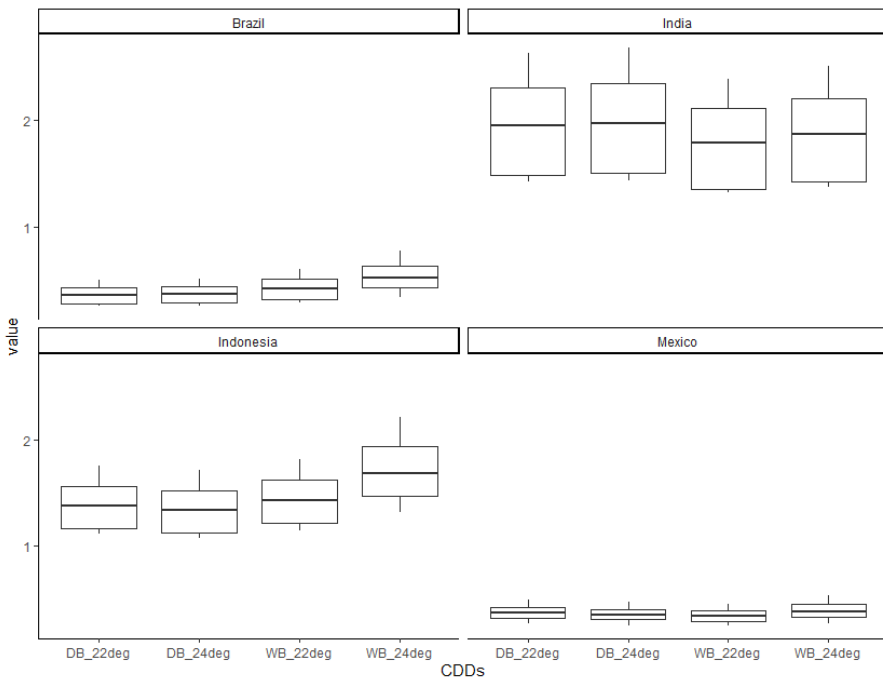 Brazil
India
2
1
value
Indonesia
Mexico
2
1
DB_22deg DB_24deg WB_22deg WB_24deg DB_22deg DB_24deg WB_22deg WB_24deg
CDDs